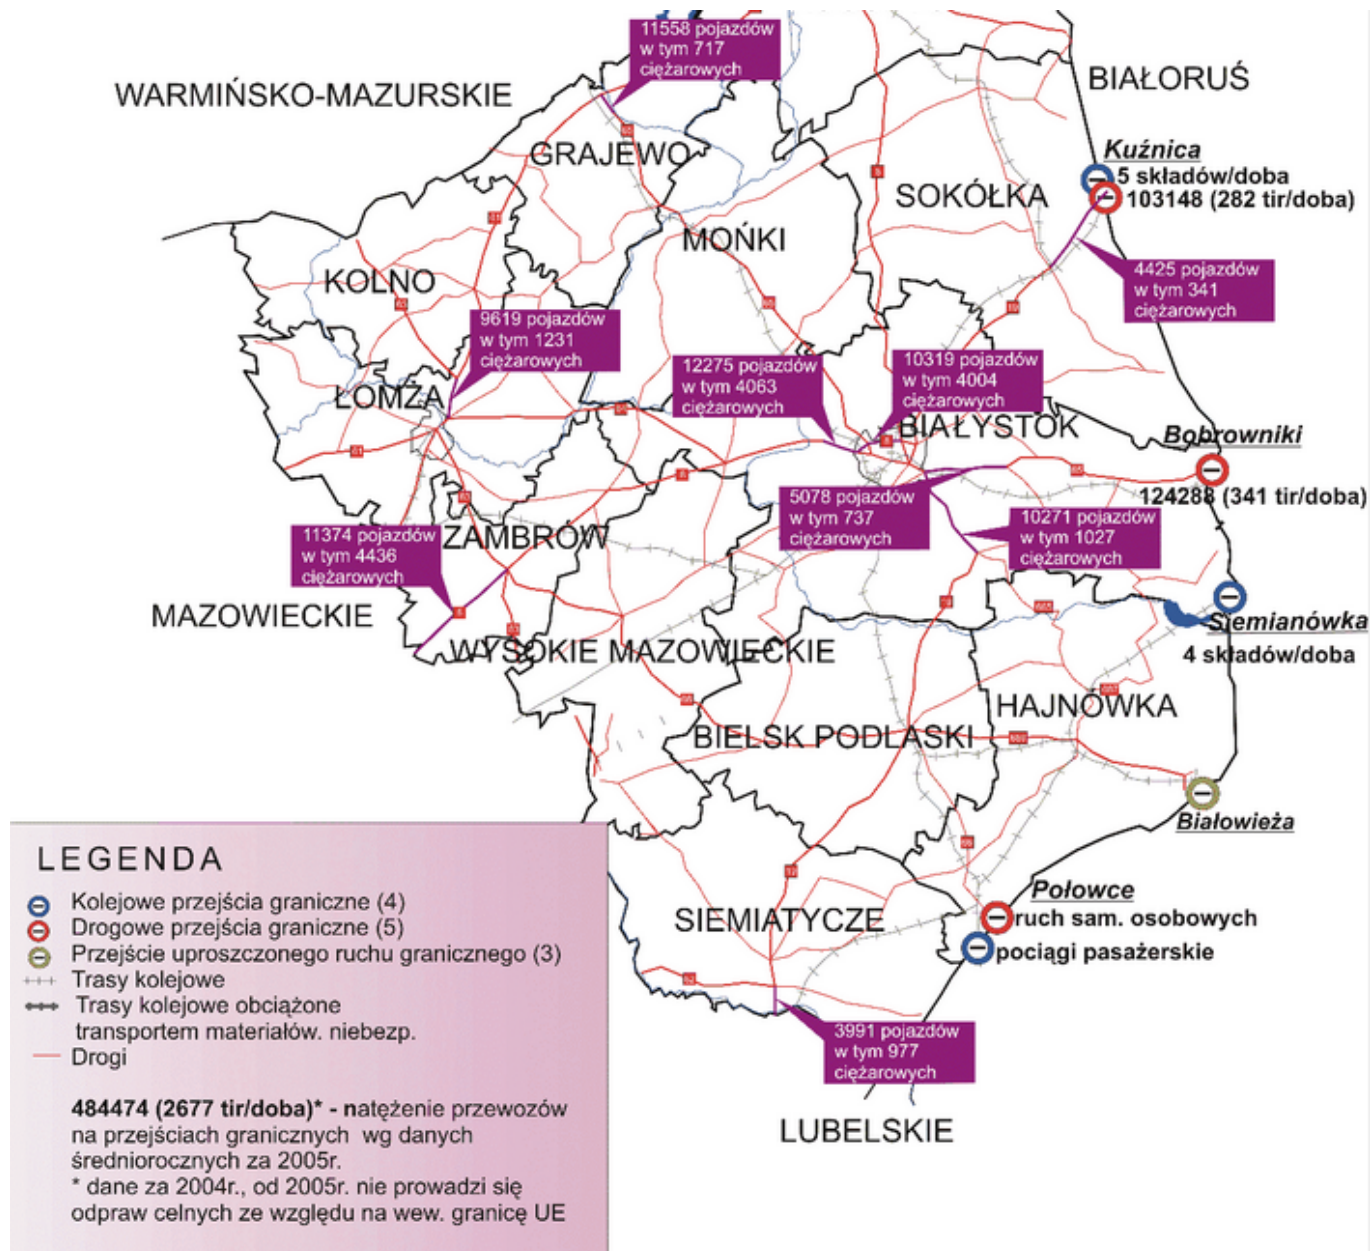 11558 pojazdów
w tym 717
ciężarowych
WARMIŃSKO-MAZURSKIE
BIAŁORUŚ
GRAJEWO
Kuźnica
5 składów/doba
103148 (282 tir/doba)
SOKÓŁKA
MOŃKI
KOLNO
4425 pojazdów
w tym 341
ciężarowych
9619 pojazdów
w tym 1231
ciężarowych
12275 pojazdów
w tym 4063
ciężarowych
10319 pojazdów
w tym 4004
ciężarowych
ŁOMŻA
BIAŁYSTOK
Bobrowniki
124288 (341 tir/doba)
5078 pojazdów
w tym 737
ciężarowych
10271 pojazdów
w tym 1027
ciężarowych
11374 pojazdów
w tym 4436
ciężarowych
ZAMBRÓW
MAZOWIECKIE
Siemianówka
4 składów/doba
WYSOKIE MAZOWIECKIE
HAJNÓWKA
BIELSK PODLASKI
Białowieża
Połowce
ruch sam. osobowych
pociągi pasażerskie
SIEMIATYCZE
3991 pojazdów
w tym 977
ciężarowych
LUBELSKIE
LEGENDA
Kolejowe przejścia graniczne (4)
Drogowe przejścia graniczne (5)
Przejście uproszczonego ruchu granicznego (3)
Trasy kolejowe
Trasy kolejowe obciążone
transportem materiałów. niebezp.
Drogi
484474 (2677 tir/doba)* - natężenie przewozów
na przejściach granicznych wg danych
średniorocznych za 2005r.
* dane za 2004r., od 2005r. nie prowadzi się
odpraw celnych ze względu na wew. granicę UE